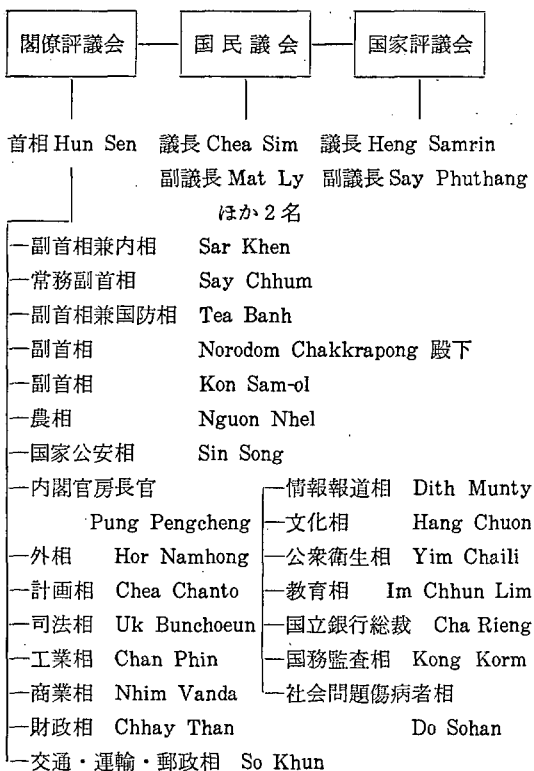 閣僚評議会 国民議会 国家評議会
首相 Hun Sen 議長 Chea Sim 議長 Heng Samrin
副議長 Mat Ly 副議長 Say Phuthang
ほか2名
副首相兼内相 Sar Khen
常務副首相 Say Chhum
副首相兼国防相 Tea Banh
副首相 Norodom Chakkrapong 殿下
副首相 Kon Sam-ol
農相 Nguon Nhel
国家公安相 Sin Song
内閣官房長官
Pung Pengcheng
外相 Hor Namhong
計画相 Chea Chanto
司法相 Uk Bunchoeun
工業相 Chan Phin
商業相 Nhim Vanda
財政相 Chhay Than
交通・運輸・郵政相 So Khun
情報報道相 Dith Munty
文化相 Hang Chuon
公衆衛生相 Yim Chaili
教育相 Im Chhun Lim
国立銀行総裁 Cha Rieng
国務監査相 Kong Korm
社会問題傷病者相
Do Sohan